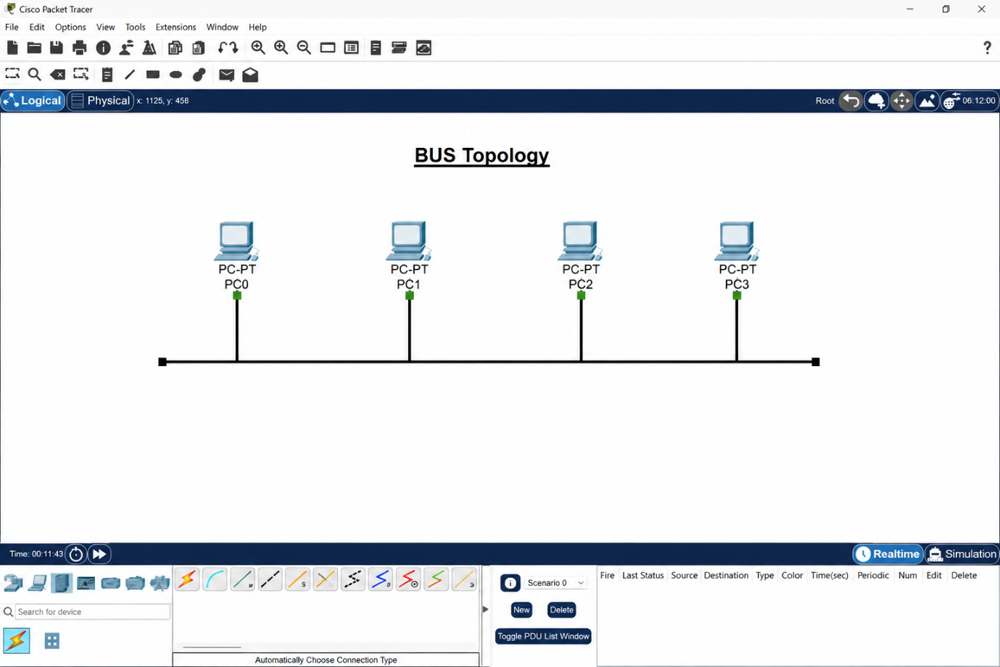 Cisco Packet Tracer
File Edit Options View Tools Extensions Window Help
?
Logical Physical x: 1125, y: 458 Root 06:12:00
BUS Topology
PC-PT PC-PT PC-PT PC-PT
PC0 PC1 PC2 PC3
Time: 00:11:43 Realtime Simulation
Scenario 0 Fire Last Status Source Destination Type Color Time(sec) Periodic Num Edit Delete
Search for device New Delete
Toggle PDU List Window
Automatically Choose Connection Type